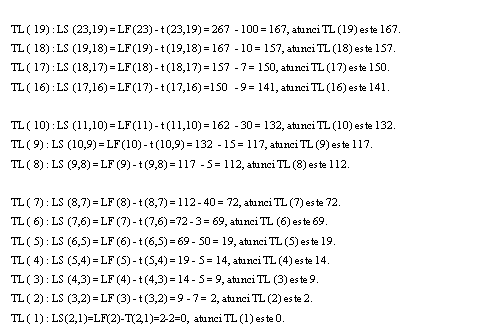 TL ( 19) : LS (23,19) = LF(23) - t (23,19) = 267 - 100 = 167, atunci TL (19) este 167.
TL ( 18) : LS (19,18) = LF(19) - t (19,18) = 167 - 10 = 157, atunci TL (18) este 157.
TL ( 17) : LS (18,17) = LF(18) - t (18,17) = 157 - 7 = 150, atunci TL (17) este 150.
TL ( 16) : LS (17,16) = LF(17) - t (17,16) =150 - 9 = 141, atunci TL (16) este 141.
TL ( 10) : LS (11,10) = LF(11) - t (11,10) = 162 - 30 = 132, atunci TL (10) este 132.
TL ( 9) : LS (10,9) = LF(10) - t (10,9) = 132 - 15 = 117, atunci TL (9) este 117.
TL ( 8) : LS (9,8) = LF (9) - t (9,8) = 117 - 5 = 112, atunci TL (8) este 112.
TL ( 7) : LS (8,7) = LF (8) - t (8,7) = 112 - 40 = 72, atunci TL (7) este 72.
TL ( 6) : LS (7,6) = LF (7) - t (7,6) =72 - 3 = 69, atunci TL (6) este 69.
TL ( 5) : LS (6,5) = LF (6) - t (6,5) = 69 - 50 = 19, atunci TL (5) este 19.
TL ( 4) : LS (5,4) = LF (5) - t (5,4) = 19 - 5 = 14, atunci TL (4) este 14.
TL ( 3) : LS (4,3) = LF (4) - t (4,3) = 14 - 5 = 9, atunci TL (3) este 9.
TL ( 2) : LS (3,2) = LF (3) - t (3,2) = 9 - 7 = 2, atunci TL (2) este 2.
TL ( 1) : LS(2,1)=LF(2)-T(2,1)=2-2=0, atunci TL (1) este 0.